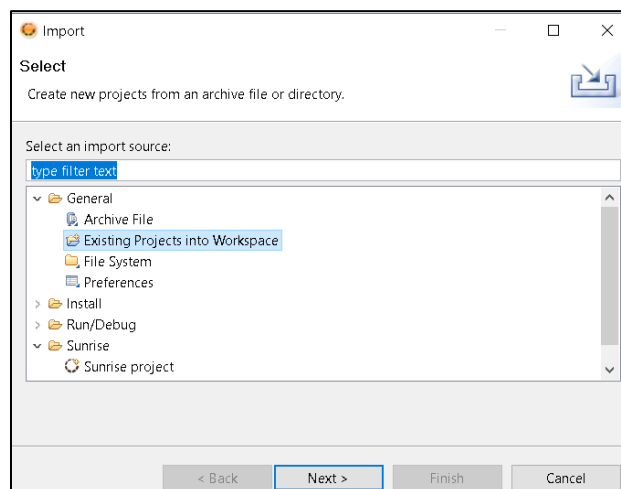 Import
Select
Create new projects from an archive file or directory.
Select an import source:
type filter text
General
Archive File
Existing Projects into Workspace
File System
Preferences
Install
Run/Debug
Sunrise
Sunrise project
< Back Next > Finish Cancel